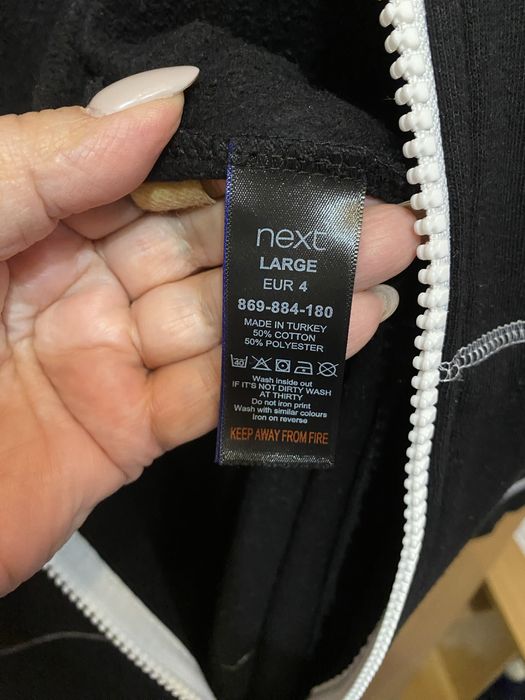 next
LARGE
EUR 4
869-884-180
MADE IN TURKEY
50% COTTON
50% POLYESTER
Wash inside out
IF IT'S NOT DIRTY WASH
AT THIRTY
Do not iron print
Wash with similar colours
Iron on reverse
KEEP AWAY FROM FIRE